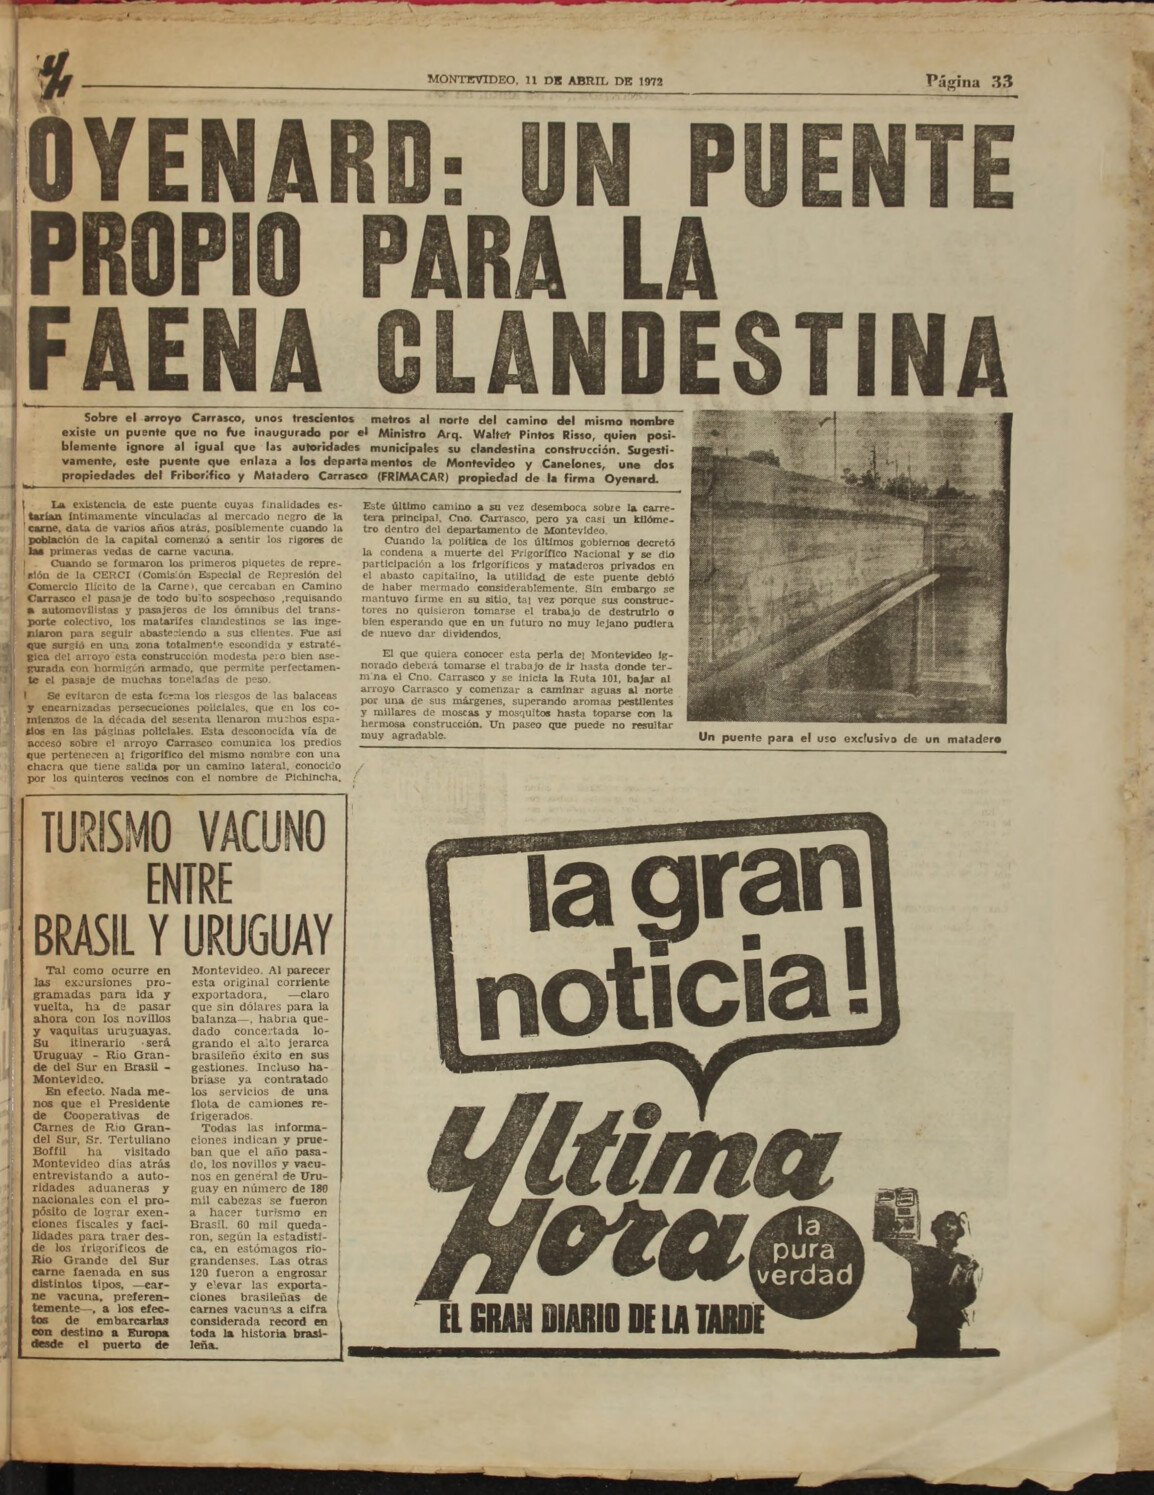 MONTEVIDEO, 11 DE ABRIL DE 1972
Página 33
OYENARD: UN PUENTE
PROPIO PARA LA
FAENA CLANDESTINA
Sobre el arroyo Carrasco, unos trescientos metros al norte del camino del mismo nombre
existe un puente que no fue inaugurado por el Ministro Arq. Walter Pintos Risso, quien posi-
blemente ignore al igual que las autoridades municipales su clandestina construcción. Sugesti-
vamente, este puente que enlaza a los departamentos de Montevideo y Canelones, une dos
propiedades del Friborífico y Matadero Carrasco (FRIMACAR) propiedad de la firma Oyenard.
La existencia de este puente cuyas finalidades es-
tarían íntimamente vinculadas al mercado negro de la
carne, data de varios años atrás, posiblemente cuando la
población de la capital comenzó a sentir los rigores de
las primeras vedas de carne vacuna.
Cuando se formaron los primeros piquetes de repre-
sión de la CERCI (Comisión Especial de Represión del
Comercio Ilícito de la Carne), que cercaban en Camino
Carrasco el pasaje de todo bulto sospechoso ,requisando
a automovilistas y pasajeros de los ómnibus del trans-
porte colectivo, los matarifes clandestinos se las inge-
niaron para seguir abasteciendo a sus clientes. Fue así
que surgió en una zona totalmente escondida y estraté-
gica del arroyo esta construcción modesta pero bien ase-
gurada con hormigón armado, que permite perfectamen-
te el pasaje de muchas toneladas de peso.
Se evitaron de esta forma los riesgos de las balaceas
y encarnizadas persecuciones policiales, que en los co-
mienzos de la década del sesenta llenaron muchos espa-
cios en las páginas policiales. Esta desconocida vía de
acceso sobre el arroyo Carrasco comunica los predios
que pertenecen al frigorífico del mismo nombre con una
chacra que tiene salida por un camino lateral, conocido
por los quinteros vecinos con el nombre de Pichincha.
Este último camino a su vez desemboca sobre la carre-
tera principal, Cno. Carrasco, pero ya casi un kilóme-
tro dentro del departamento de Montevideo.
Cuando la política de los últimos gobiernos decretó
la condena a muerte del Frigorífico Nacional y se dio
participación a los frigoríficos y mataderos privados en
el abasto capitalino, la utilidad de este puente debió
de haber mermado considerablemente. Sin embargo se
mantuvo firme en su sitio, tal vez porque sus construc-
tores no quisieron tomarse el trabajo de destruirlo o
bien esperando que en un futuro no muy lejano pudiera
de nuevo dar dividendos.
El que quiera conocer esta perla del Montevideo ig-
norado deberá tomarse el trabajo de ir hasta donde ter-
mina el Cno. Carrasco y se inicia la Ruta 101, bajar al
arroyo Carrasco y comenzar a caminar aguas al norte
por una de sus márgenes, superando aromas pestilentes
y millares de moscas y mosquitos hasta toparse con la
hermosa construcción. Un paseo que puede no resultar
muy agradable.
Un puente para el uso exclusivo de un matadero
TURISMO VACUNO
ENTRE
BRASIL Y URUGUAY
Tal como ocurre en
las excursiones pro-
gramadas para ida y
vuelta, ha de pasar
ahora con los novillos
y vaquitas uruguayas.
Su itinerario será
Uruguay - Río Gran-
de del Sur en Brasil -
Montevideo.
En efecto. Nada me-
nos que el Presidente
de Cooperativas de
Carnes de Río Gran-
del Sur, Sr. Tertuliano
Boffil ha visitado
Montevideo días atrás
entrevistando a auto-
ridades aduaneras y
nacionales con el pro-
pósito de lograr exen-
ciones fiscales y faci-
lidades para traer des-
de los frigoríficos de
Río Grande del Sur
carne faenada en sus
distintos tipos, —car-
ne vacuna, preferen-
temente—, a los efec-
tos de embarcarlas
con destino a Europa
desde el puerto de
Montevideo. Al parecer
esta original corriente
exportadora, —claro
que sin dólares para la
balanza—, habría que-
dado concertada lo-
grando el alto jerarca
brasileño éxito en sus
gestiones. Incluso ha-
bríase ya contratado
los servicios de una
flota de camiones re-
frigerados.
Todas las informa-
ciones indican y prue-
ban que el año pasa-
do, los novillos y vacu-
nos en general de Uru-
guay en número de 180
mil cabezas se fueron
a hacer turismo en
Brasil. 60 mil queda-
ron, según la estadísti-
ca, en estómagos rio-
grandenses. Las otras
120 fueron a engrosar
y elevar las exporta-
ciones brasileñas de
carnes vacunas a cifra
considerada record en
toda la historia brasi-
leña.
la gran
noticia!
Ultima
Hora
la
pura
verdad
EL GRAN DIARIO DE LA TARDE